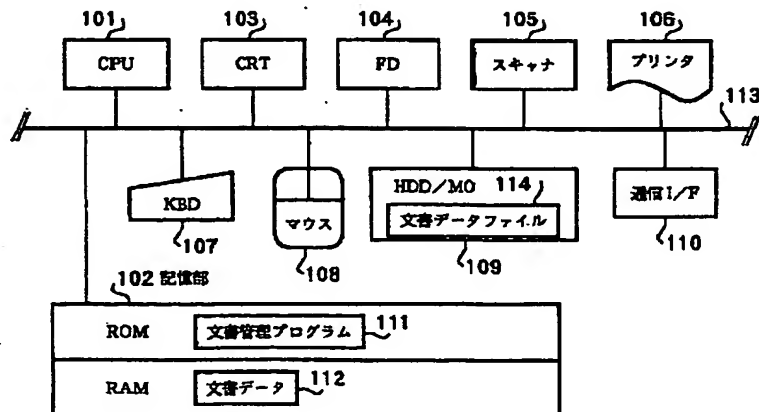 101 103 104 105 106
CPU CRT FD スキャナ プリンタ
113
KBD マウス HDD/MO 114 通信I/F
文書データファイル
107 108 109 110
102 記憶部
ROM 文書管理プログラム 111
RAM 文書データ 112